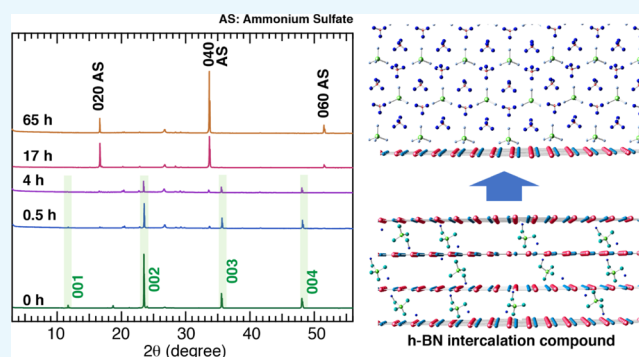 AS: Ammonium Sulfate
020 AS
040
AS
060 AS
65 h
17 h
4 h
0.5 h
0 h
001
002
003
004
10
20
30
40
50
2θ (degree)
h-BN intercalation compound